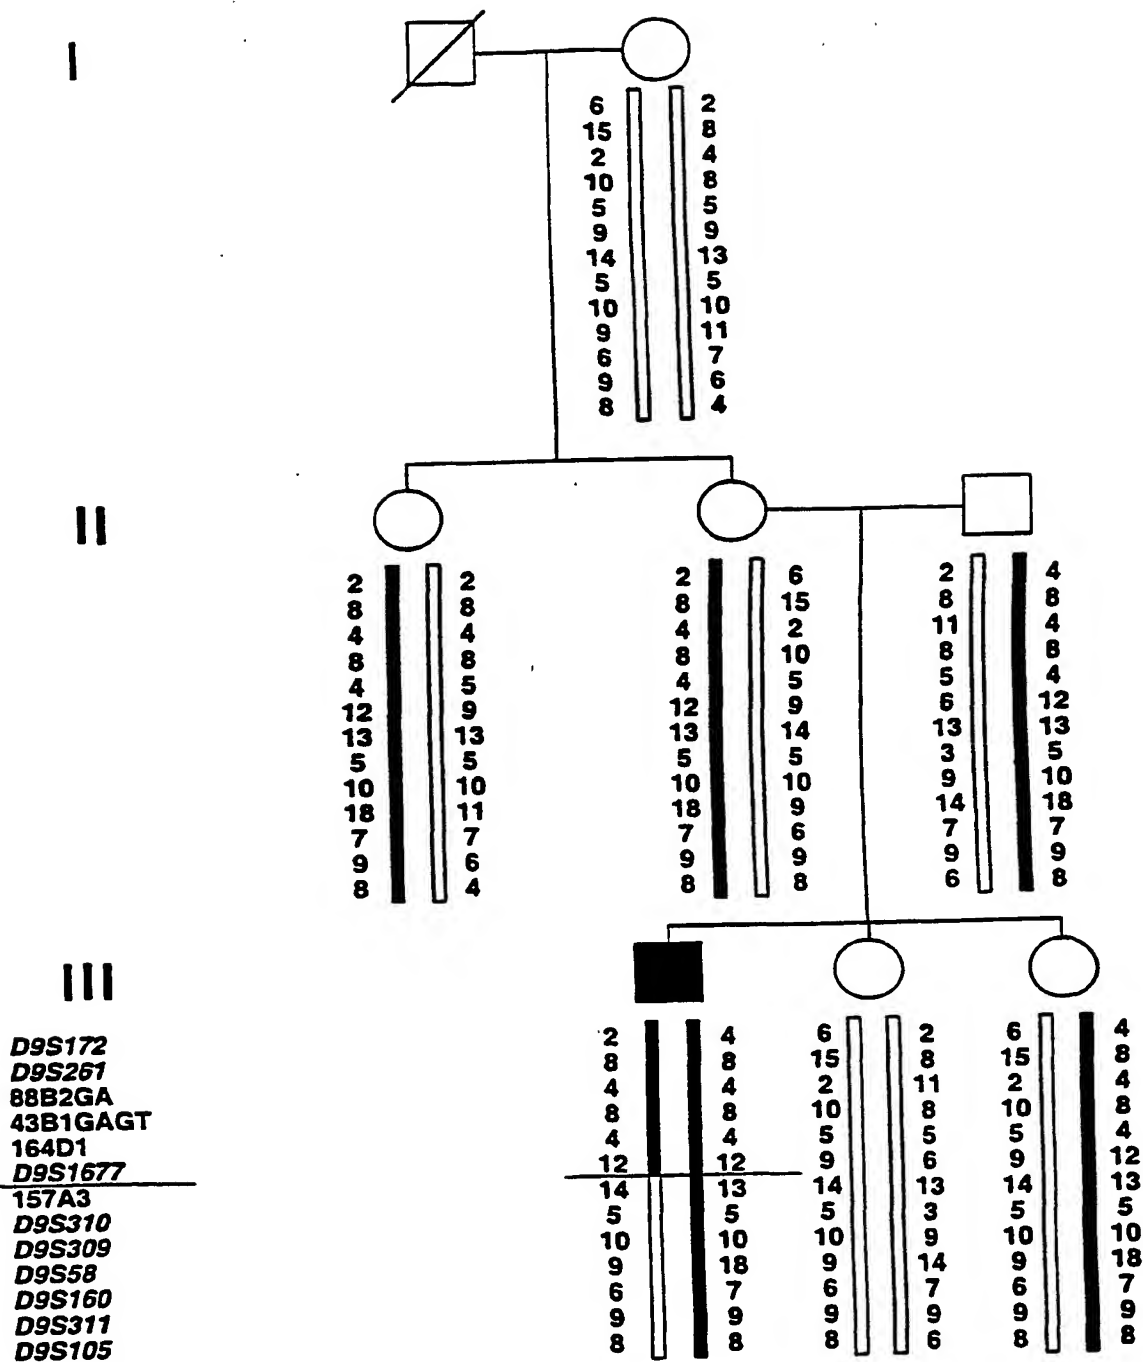 I
6 2
15 8
2 4
10 8
5 5
9 9
14 13
5 5
10 10
9 11
6 7
9 6
8 4
II
2 2 2 6 2 4
8 8 8 15 8 8
4 4 4 2 11 4
8 8 8 10 8 8
4 5 4 5 5 4
12 9 12 9 6 12
13 13 13 14 13 13
5 5 5 5 3 5
10 10 10 10 9 10
18 11 18 9 14 18
7 7 7 6 7 7
9 6 9 9 9 9
8 4 8 8 6 8
III
D9S172 2 4 6 2 6 4
D9S261 8 8 15 8 15 8
88B2GA 4 4 2 11 2 4
43B1GAGT 8 8 10 8 10 8
164D1 4 4 5 5 5 4
D9S1677 12 12 9 6 9 12
157A3 14 13 14 13 14 13
D9S310 5 5 5 3 5 5
D9S309 10 10 10 9 10 10
D9S58 9 18 9 14 9 18
D9S160 6 7 6 7 6 7
D9S311 9 9 9 9 9 9
D9S105 8 8 8 6 8 8